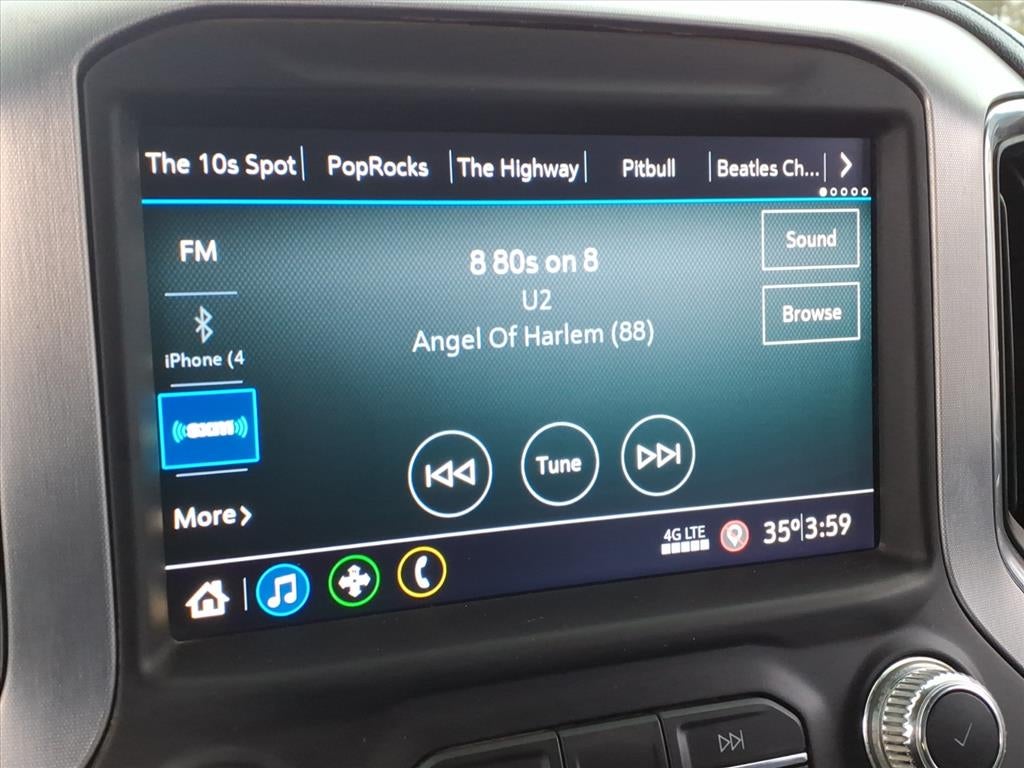 The 10s Spot
PopRocks
The Highway
Pitbull
Beatles Ch...
FM
8 80s on 8
U2
Angel Of Harlem (88)
Sound
Browse
iPhone (4
SXM
Tune
More
4G LTE
35° 3:59